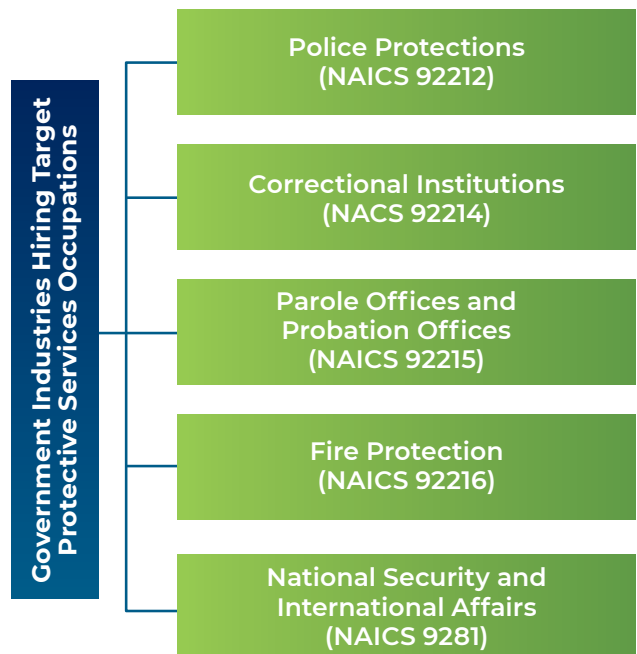 Government Industries Hiring Target
Protective Services Occupations
Police Protections
(NAICS 92212)
Correctional Institutions
(NACS 92214)
Parole Offices and
Probation Offices
(NAICS 92215)
Fire Protection
(NAICS 92216)
National Security and
International Affairs
(NAICS 9281)